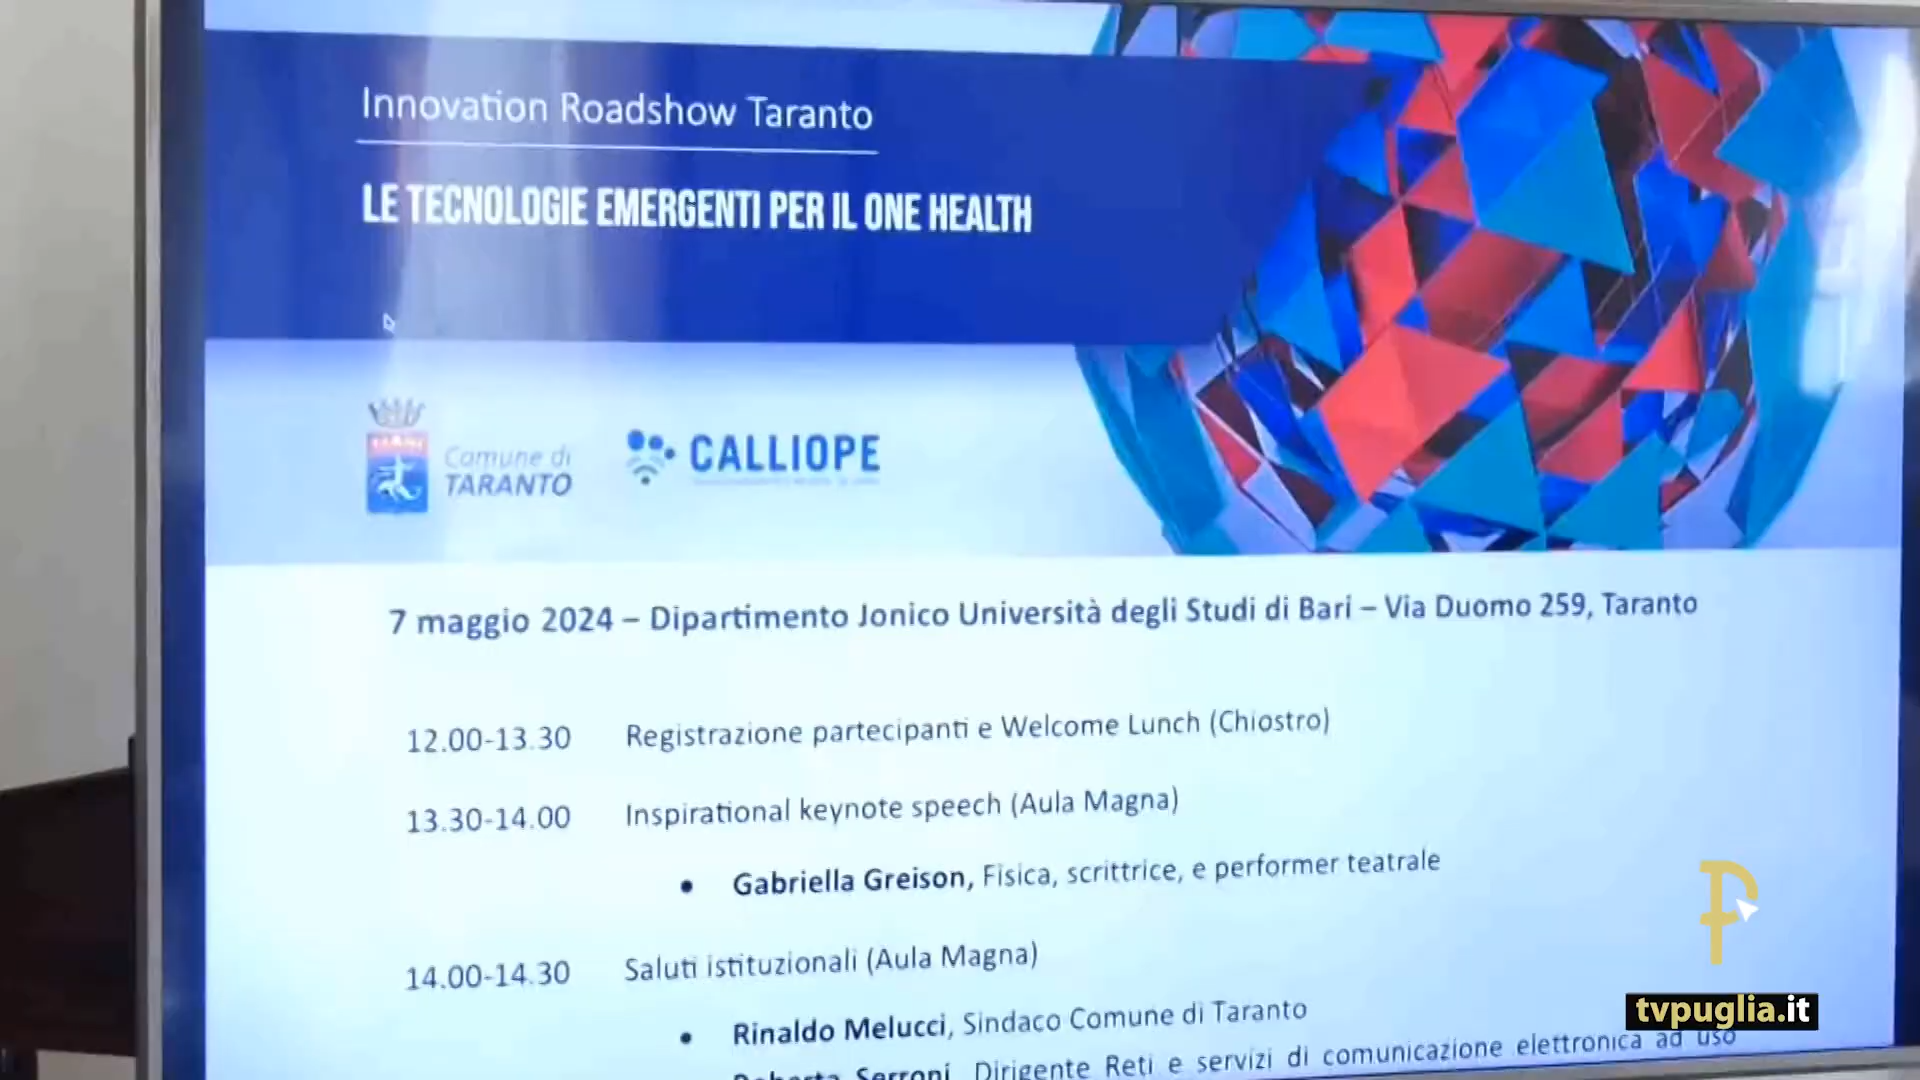 Innovation Roadshow Taranto
LE TECNOLOGIE EMERGENTI PER IL ONE HEALTH
Comune di
TARANTO
CALLIOPE
7 maggio 2024 – Dipartimento Jonico Università degli Studi di Bari – Via Duomo 259, Taranto
12.00-13.30 Registrazione partecipanti e Welcome Lunch (Chiostro)
13.30-14.00 Inspirational keynote speech (Aula Magna)
• Gabriella Greison, Fisica, scrittrice, e performer teatrale
14.00-14.30 Saluti istituzionali (Aula Magna)
• Rinaldo Melucci, Sindaco Comune di Taranto
Dirigente Reti e servizi di comunicazione elettronica ad uso
tvpuglia.it